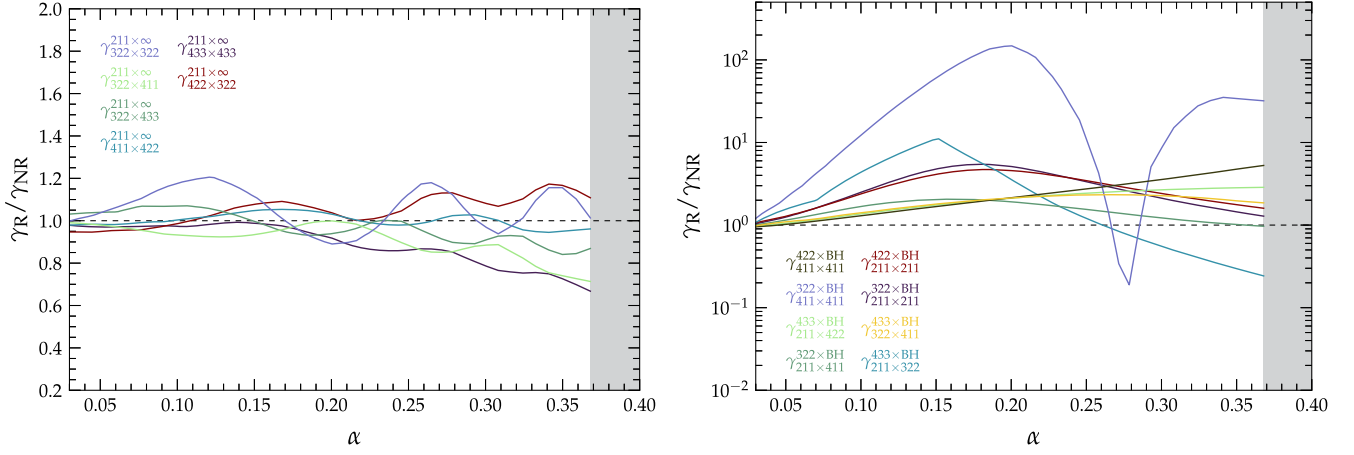 2.0
1.8
1.6
1.4
1.2
1.0
0.8
0.6
0.4
0.2
γR/γNR
γ^{211×∞}_{322×322} γ^{211×∞}_{433×433}
γ^{211×∞}_{322×411} γ^{211×∞}_{422×322}
γ^{211×∞}_{322×433}
γ^{211×∞}_{411×422}
0.05 0.10 0.15 0.20 0.25 0.30 0.35 0.40
α
10^2
10^1
10^0
10^{−1}
10^{−2}
γR/γNR
γ^{422×BH}_{411×411} γ^{422×BH}_{211×211}
γ^{322×BH}_{411×411} γ^{322×BH}_{211×211}
γ^{433×BH}_{211×422} γ^{433×BH}_{322×411}
γ^{322×BH}_{211×411} γ^{433×BH}_{211×322}
0.05 0.10 0.15 0.20 0.25 0.30 0.35 0.40
α